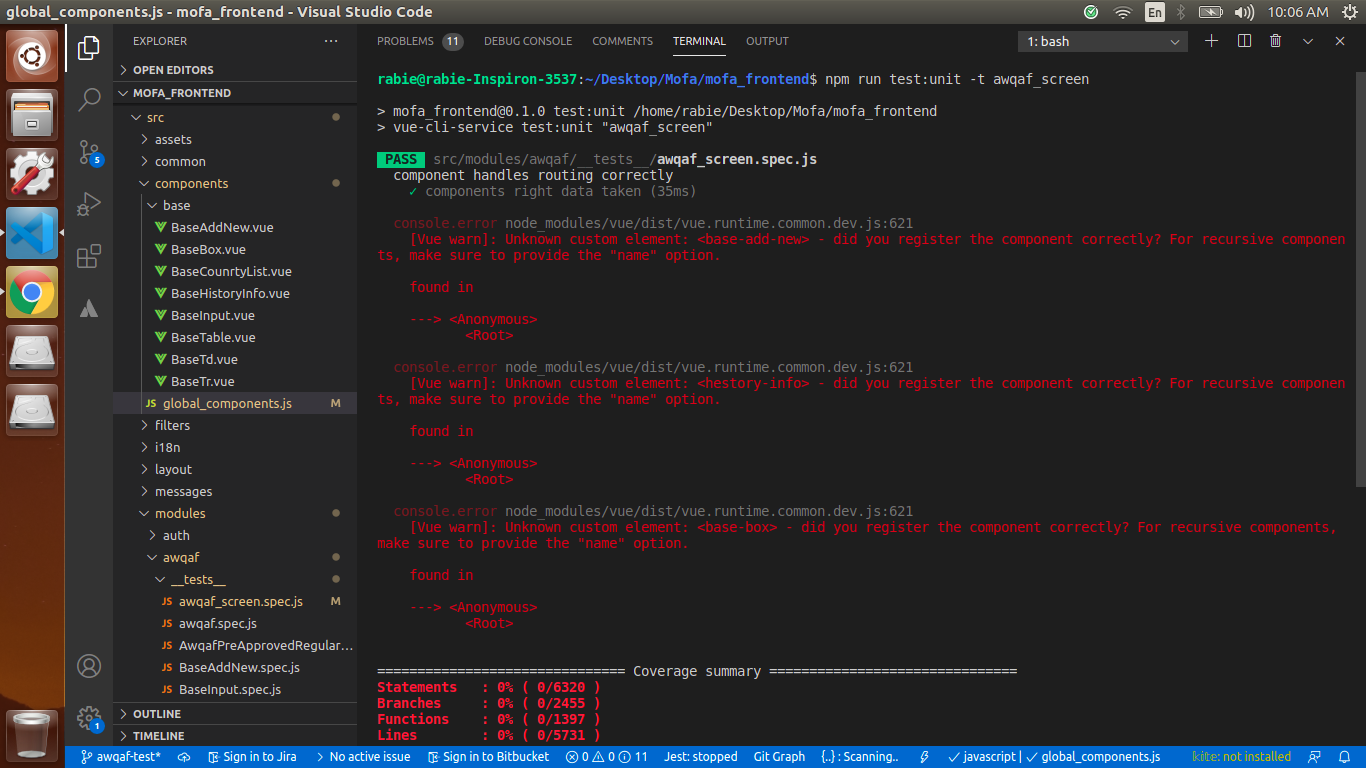 global_components.js - mofa_frontend - Visual Studio Code
En
10:06 AM
EXPLORER
OPEN EDITORS
MOFA_FRONTEND
src
assets
common
components
base
BaseAddNew.vue
BaseBox.vue
BaseCounrtyList.vue
BaseHistoryInfo.vue
BaseInput.vue
BaseTable.vue
BaseTd.vue
BaseTr.vue
JS global_components.js M
filters
i18n
layout
messages
modules
auth
awqaf
__tests__
JS awqaf_screen.spec.js M
JS awqaf.spec.js
JS AwqafPreApprovedRegular...
JS BaseAddNew.spec.js
JS BaseInput.spec.js
OUTLINE
TIMELINE
5
1
PROBLEMS 11 DEBUG CONSOLE COMMENTS TERMINAL OUTPUT 1: bash
rabie@rabie-Inspiron-3537:~/Desktop/Mofa/mofa_frontend$ npm run test:unit -t awqaf_screen
> mofa_frontend@0.1.0 test:unit /home/rabie/Desktop/Mofa/mofa_frontend
> vue-cli-service test:unit "awqaf_screen"
PASS src/modules/awqaf/__tests__/awqaf_screen.spec.js
component handles routing correctly
✓ components right data taken (35ms)
console.error node_modules/vue/dist/vue.runtime.common.dev.js:621
[Vue warn]: Unknown custom element: <base-add-new> - did you register the component correctly? For recursive componen
ts, make sure to provide the "name" option.
found in
---> <Anonymous>
<Root>
console.error node_modules/vue/dist/vue.runtime.common.dev.js:621
[Vue warn]: Unknown custom element: <hestory-info> - did you register the component correctly? For recursive componen
ts, make sure to provide the "name" option.
found in
---> <Anonymous>
<Root>
console.error node_modules/vue/dist/vue.runtime.common.dev.js:621
[Vue warn]: Unknown custom element: <base-box> - did you register the component correctly? For recursive components,
make sure to provide the "name" option.
found in
---> <Anonymous>
<Root>
=============================== Coverage summary ===============================
Statements : 0% ( 0/6320 )
Branches : 0% ( 0/2455 )
Functions : 0% ( 0/1397 )
Lines : 0% ( 0/5731 )
awqaf-test* Sign in to Jira No active issue Sign in to Bitbucket 0 0 11 Jest: stopped Git Graph {..} : Scanning.. javascript | global_components.js kite: not installed